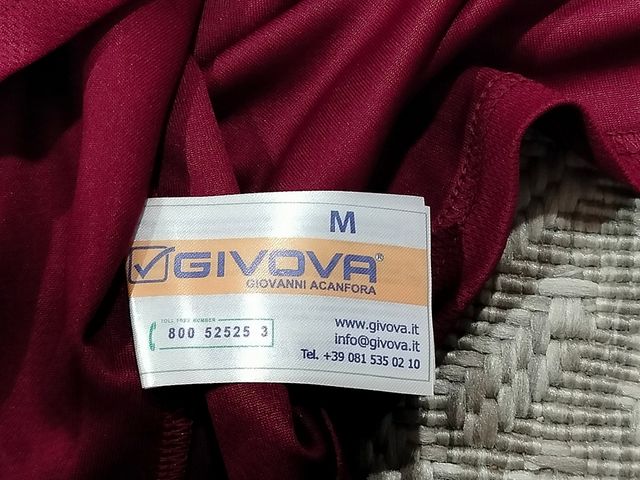 M
GIVOVA®
GIOVANNI ACANFORA
TOLL FREE NUMBER
800 52525 3
www.givova.it
info@givova.it
Tel. +39 081 535 02 10